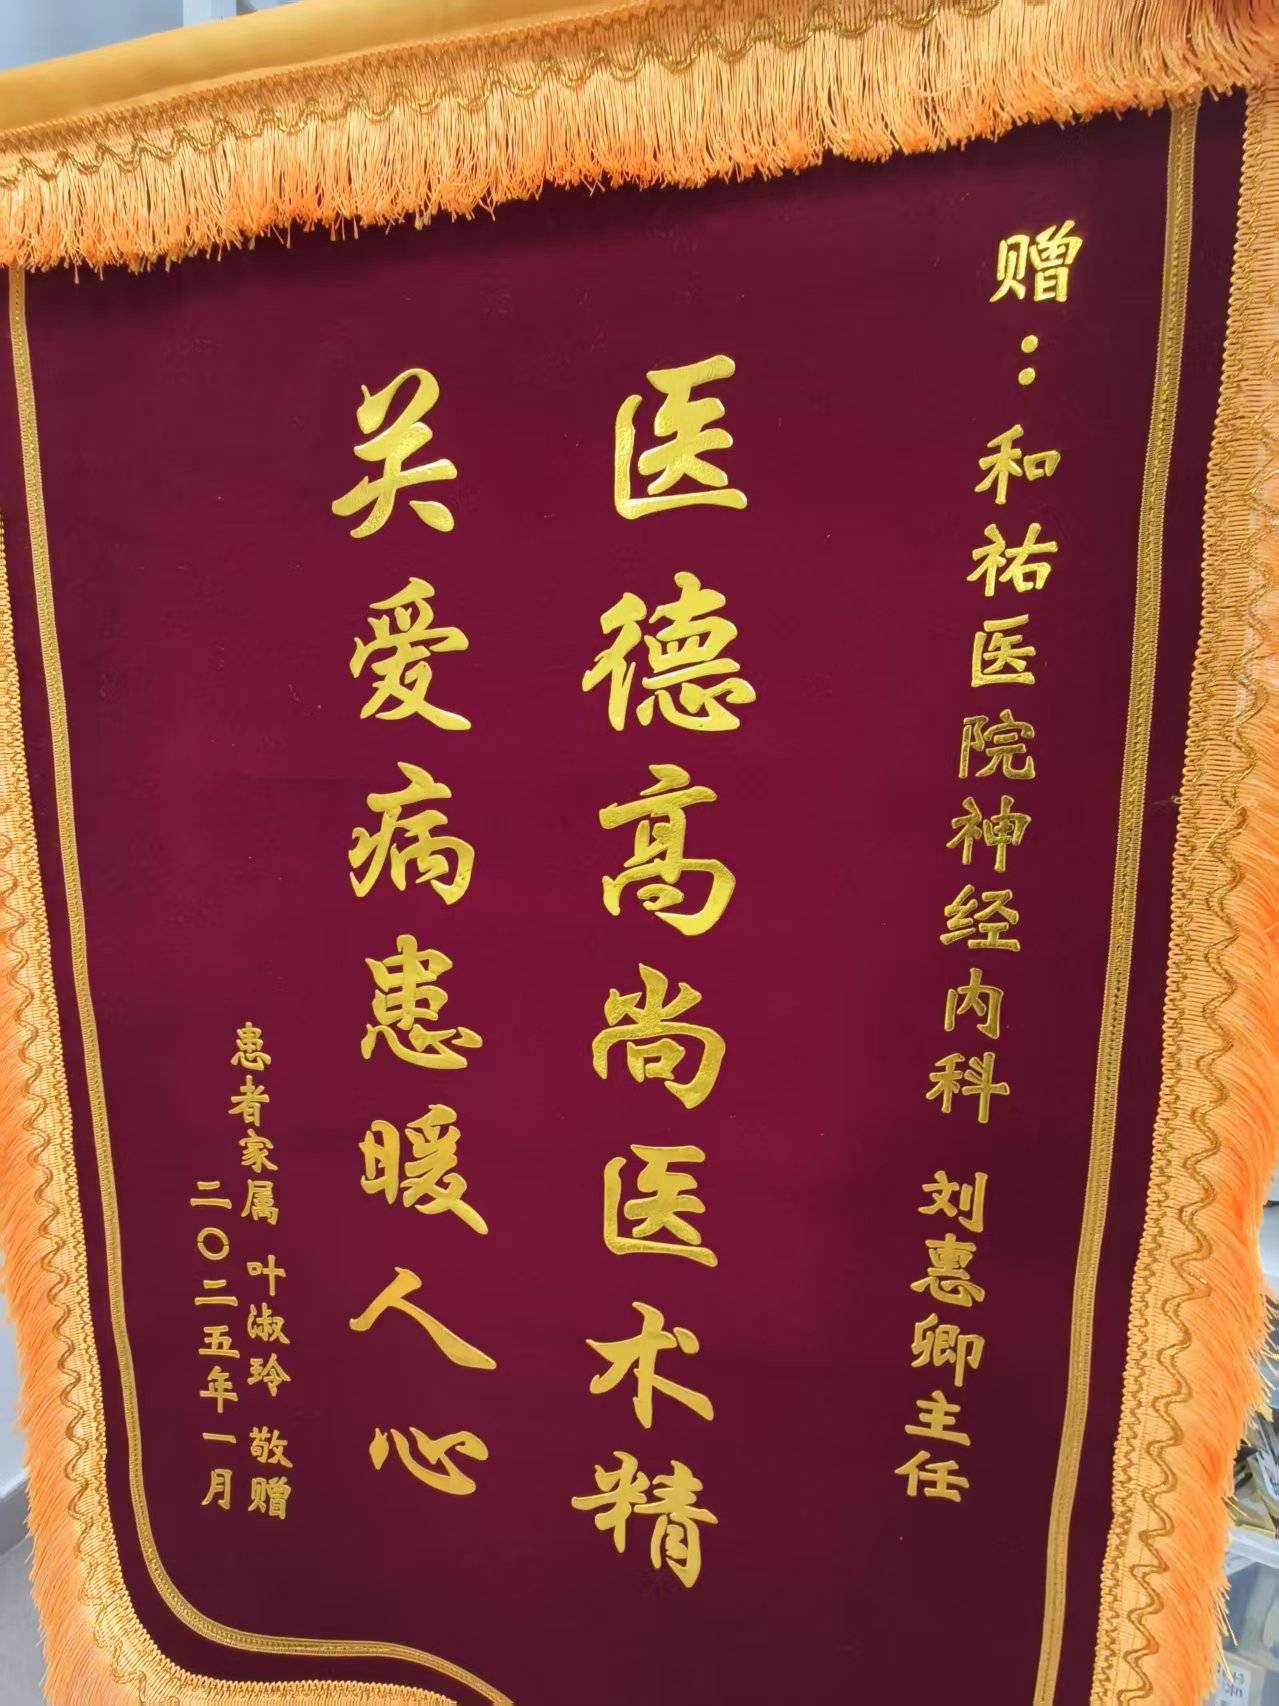 赠：和祐医院神经内科 刘惠卿主任
医德高尚医术精
关爱病患暖人心
患者家属 叶淑玲 敬赠
二〇二五年一月